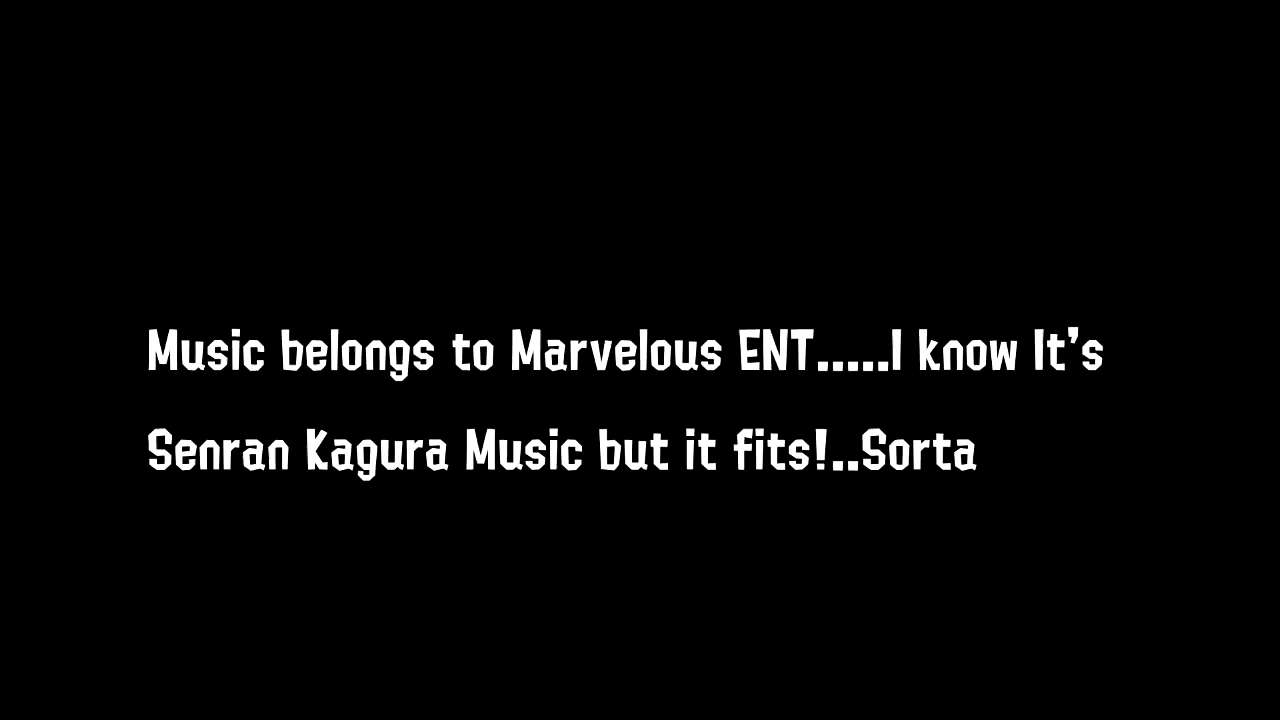 Music belongs to Marvelous ENT.....I know It's
Senran Kagura Music but it fits!..Sorta